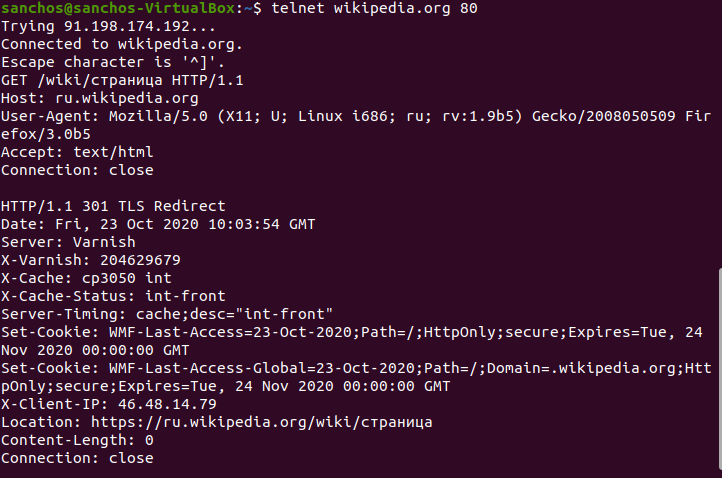 sanchos@sanchos-VirtualBox:~$ telnet wikipedia.org 80
Trying 91.198.174.192...
Connected to wikipedia.org.
Escape character is '^]'.
GET /wiki/страница HTTP/1.1
Host: ru.wikipedia.org
User-Agent: Mozilla/5.0 (X11; U; Linux i686; ru; rv:1.9b5) Gecko/2008050509 Fir
efox/3.0b5
Accept: text/html
Connection: close

HTTP/1.1 301 TLS Redirect
Date: Fri, 23 Oct 2020 10:03:54 GMT
Server: Varnish
X-Varnish: 204629679
X-Cache: cp3050 int
X-Cache-Status: int-front
Server-Timing: cache;desc="int-front"
Set-Cookie: WMF-Last-Access=23-Oct-2020;Path=/;HttpOnly;secure;Expires=Tue, 24
Nov 2020 00:00:00 GMT
Set-Cookie: WMF-Last-Access-Global=23-Oct-2020;Path=/;Domain=.wikipedia.org;Htt
pOnly;secure;Expires=Tue, 24 Nov 2020 00:00:00 GMT
X-Client-IP: 46.48.14.79
Location: https://ru.wikipedia.org/wiki/страница
Content-Length: 0
Connection: close